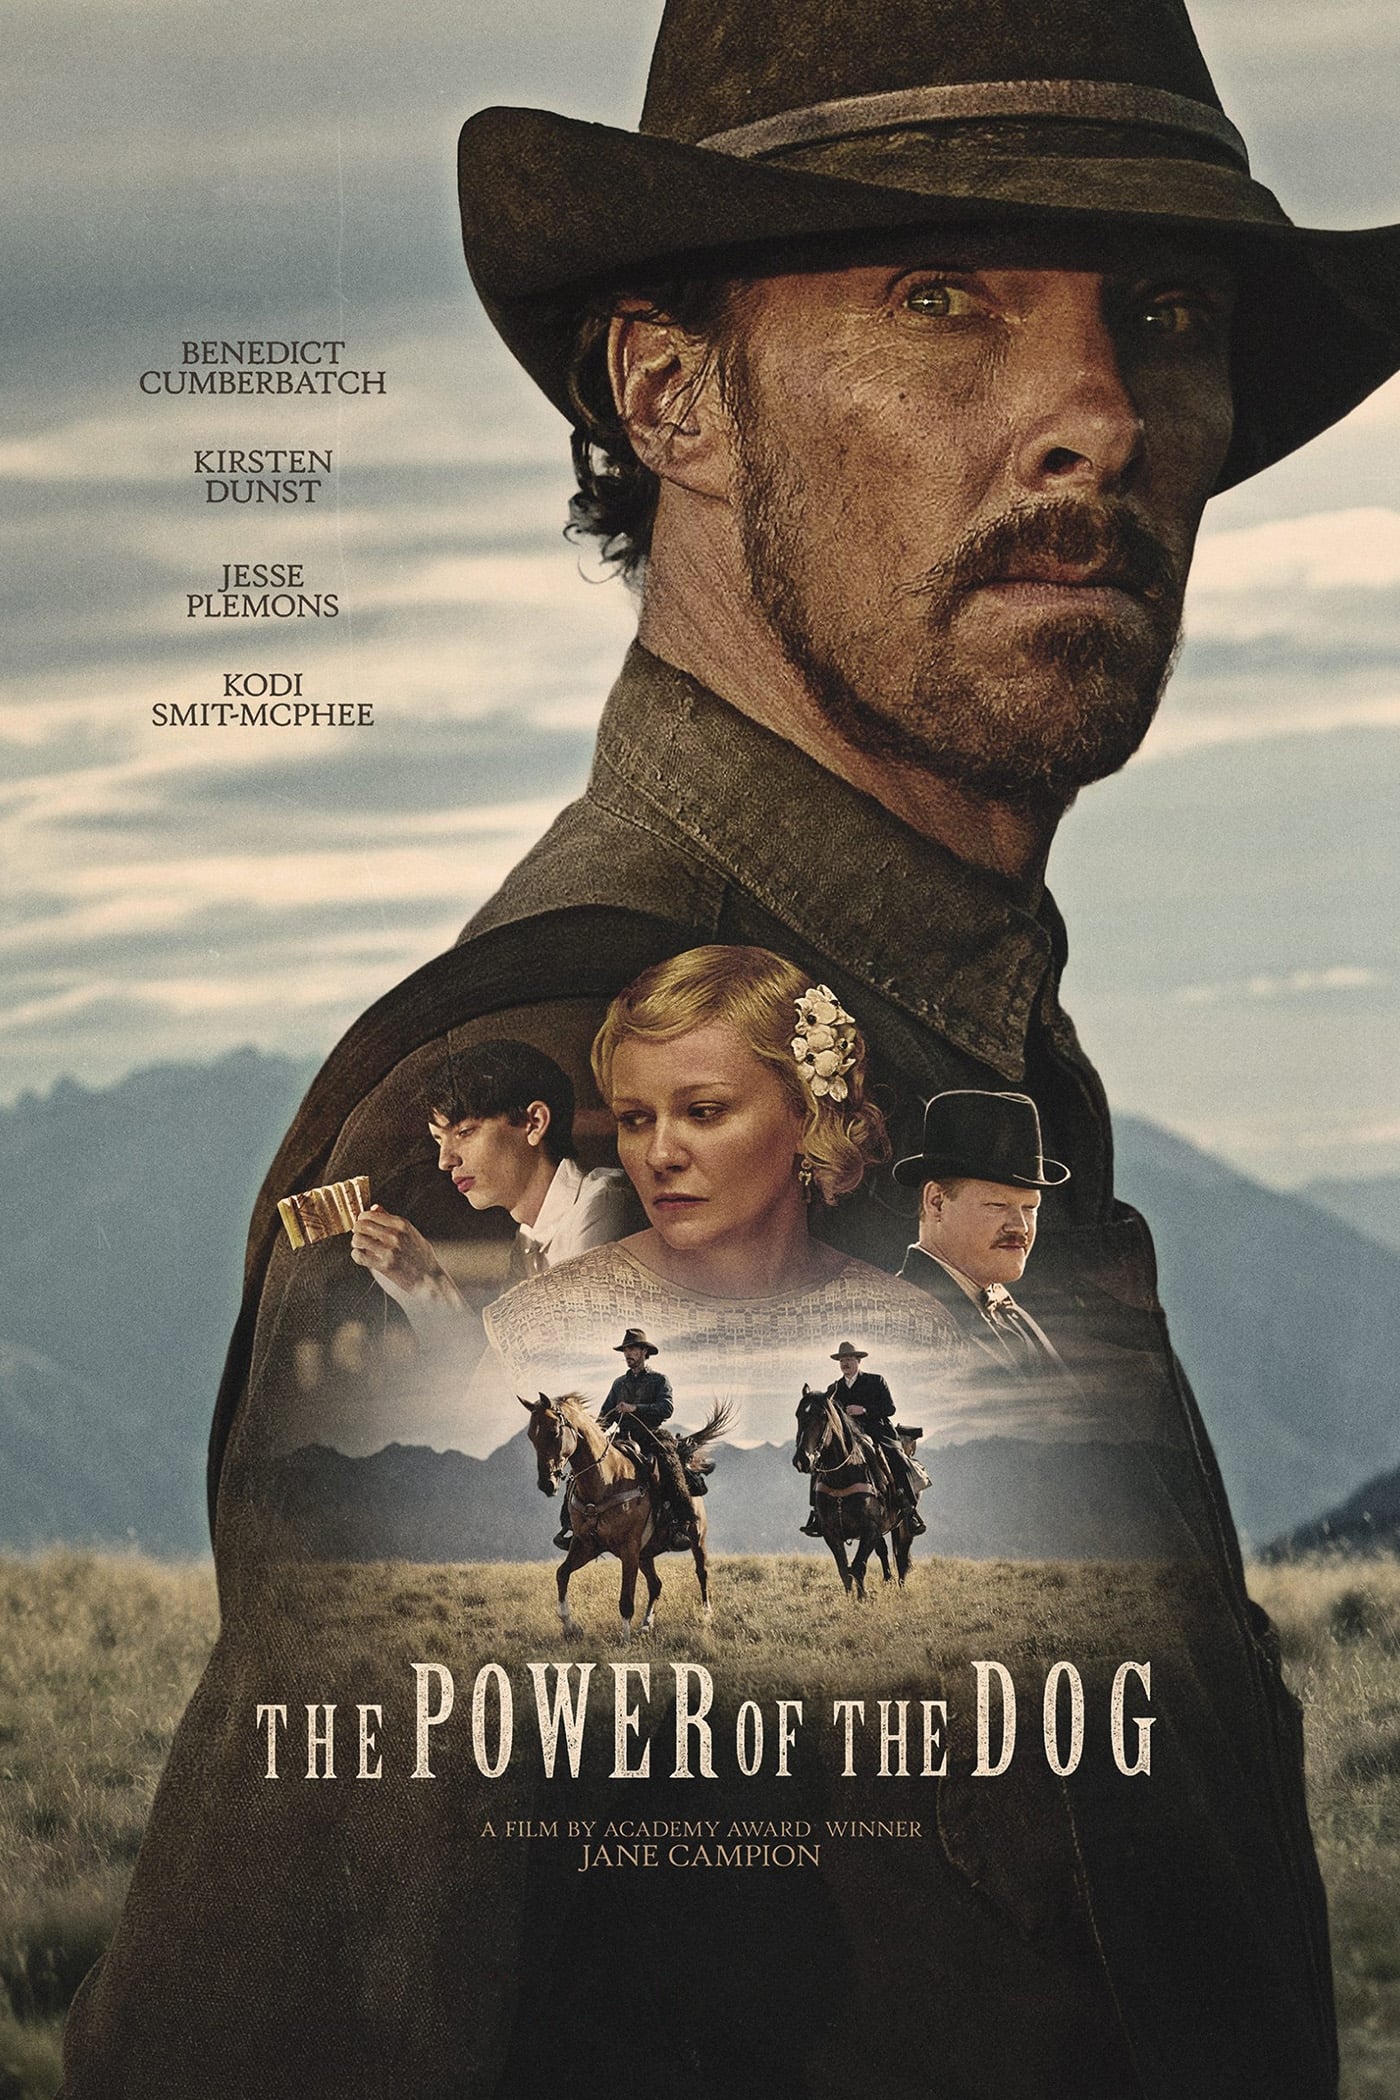 BENEDICT
CUMBERBATCH
KIRSTEN
DUNST
JESSE
PLEMONS
KODI
SMIT-MCPHEE
THE POWER OF THE DOG
A FILM BY ACADEMY AWARD WINNER
JANE CAMPION